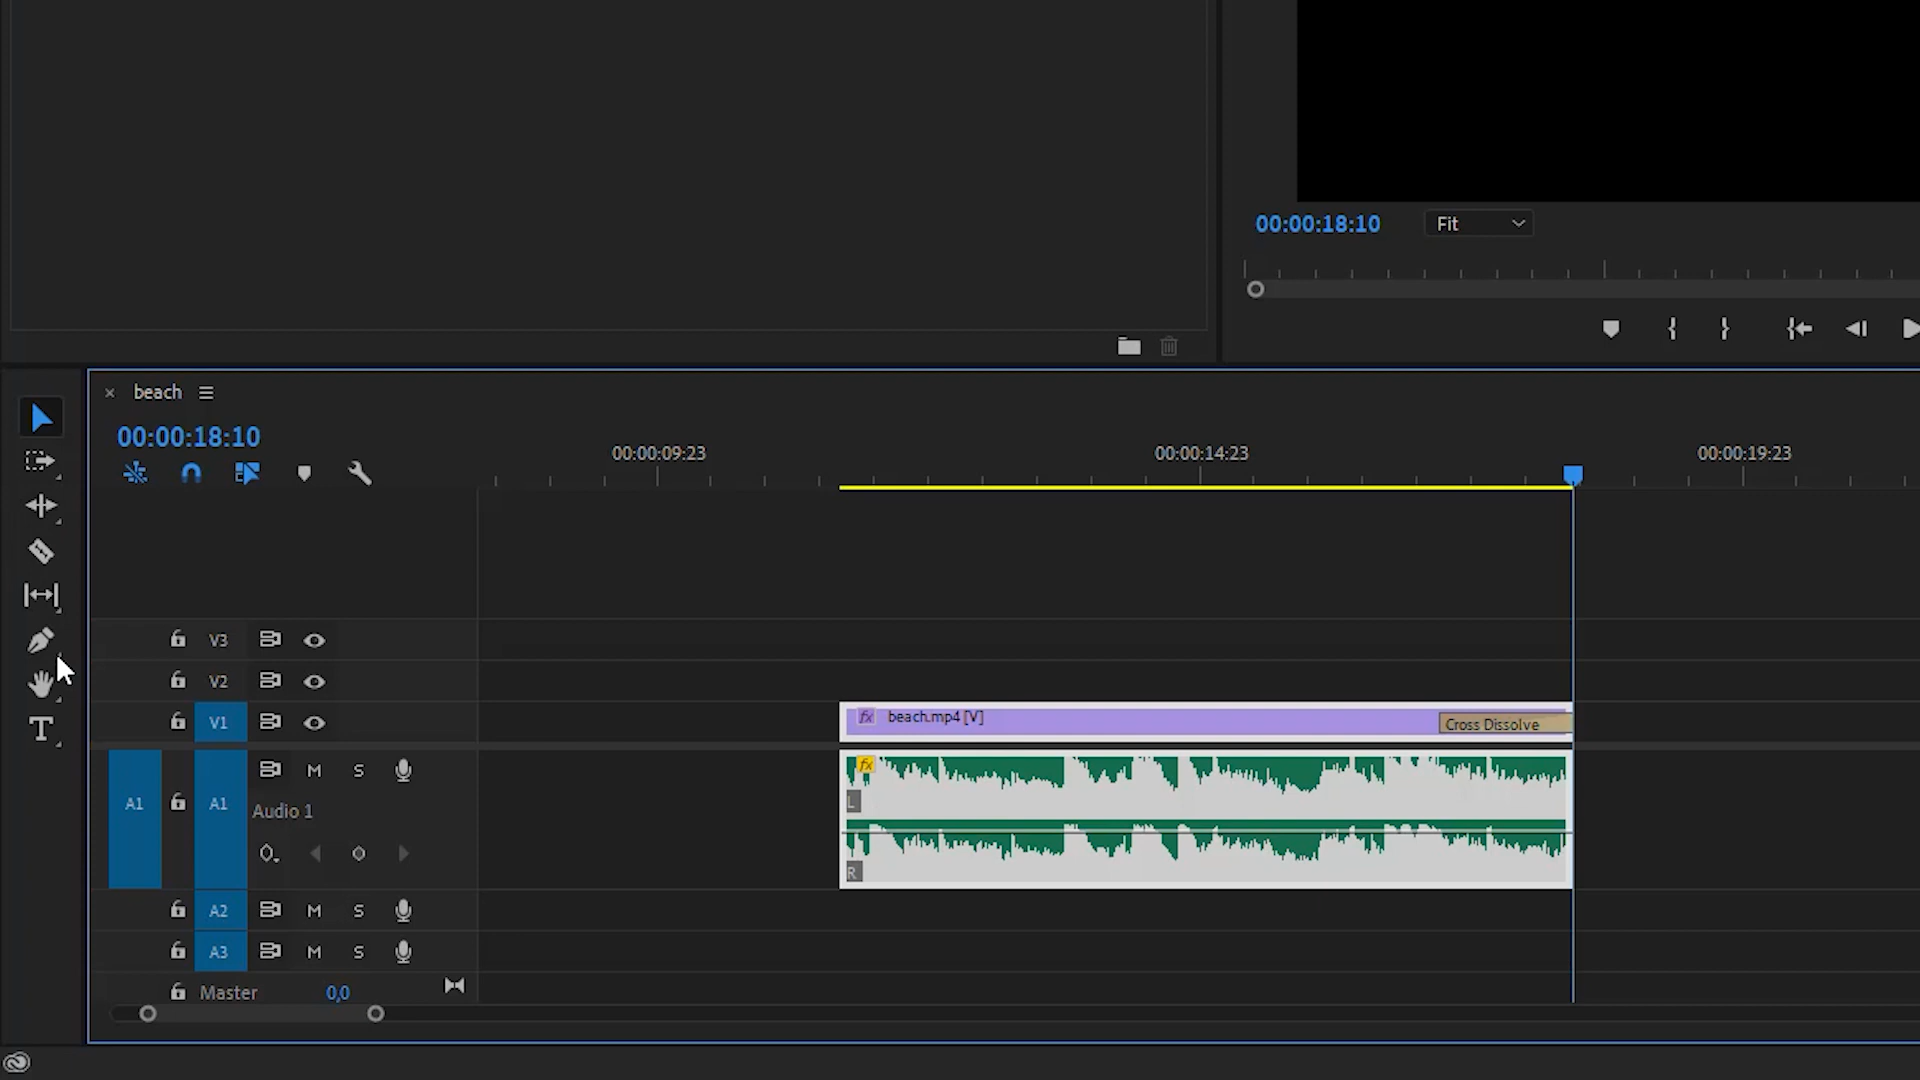 00:00:18:10 Fit
× beach
00:00:18:10
00:00:09:23 00:00:14:23 00:00:19:23
V3
V2
V1 fx beach.mp4 [V] Cross Dissolve
A1 A1 M S fx
L
Audio 1
R
A2 M S
A3 M S
Master 0,0
T